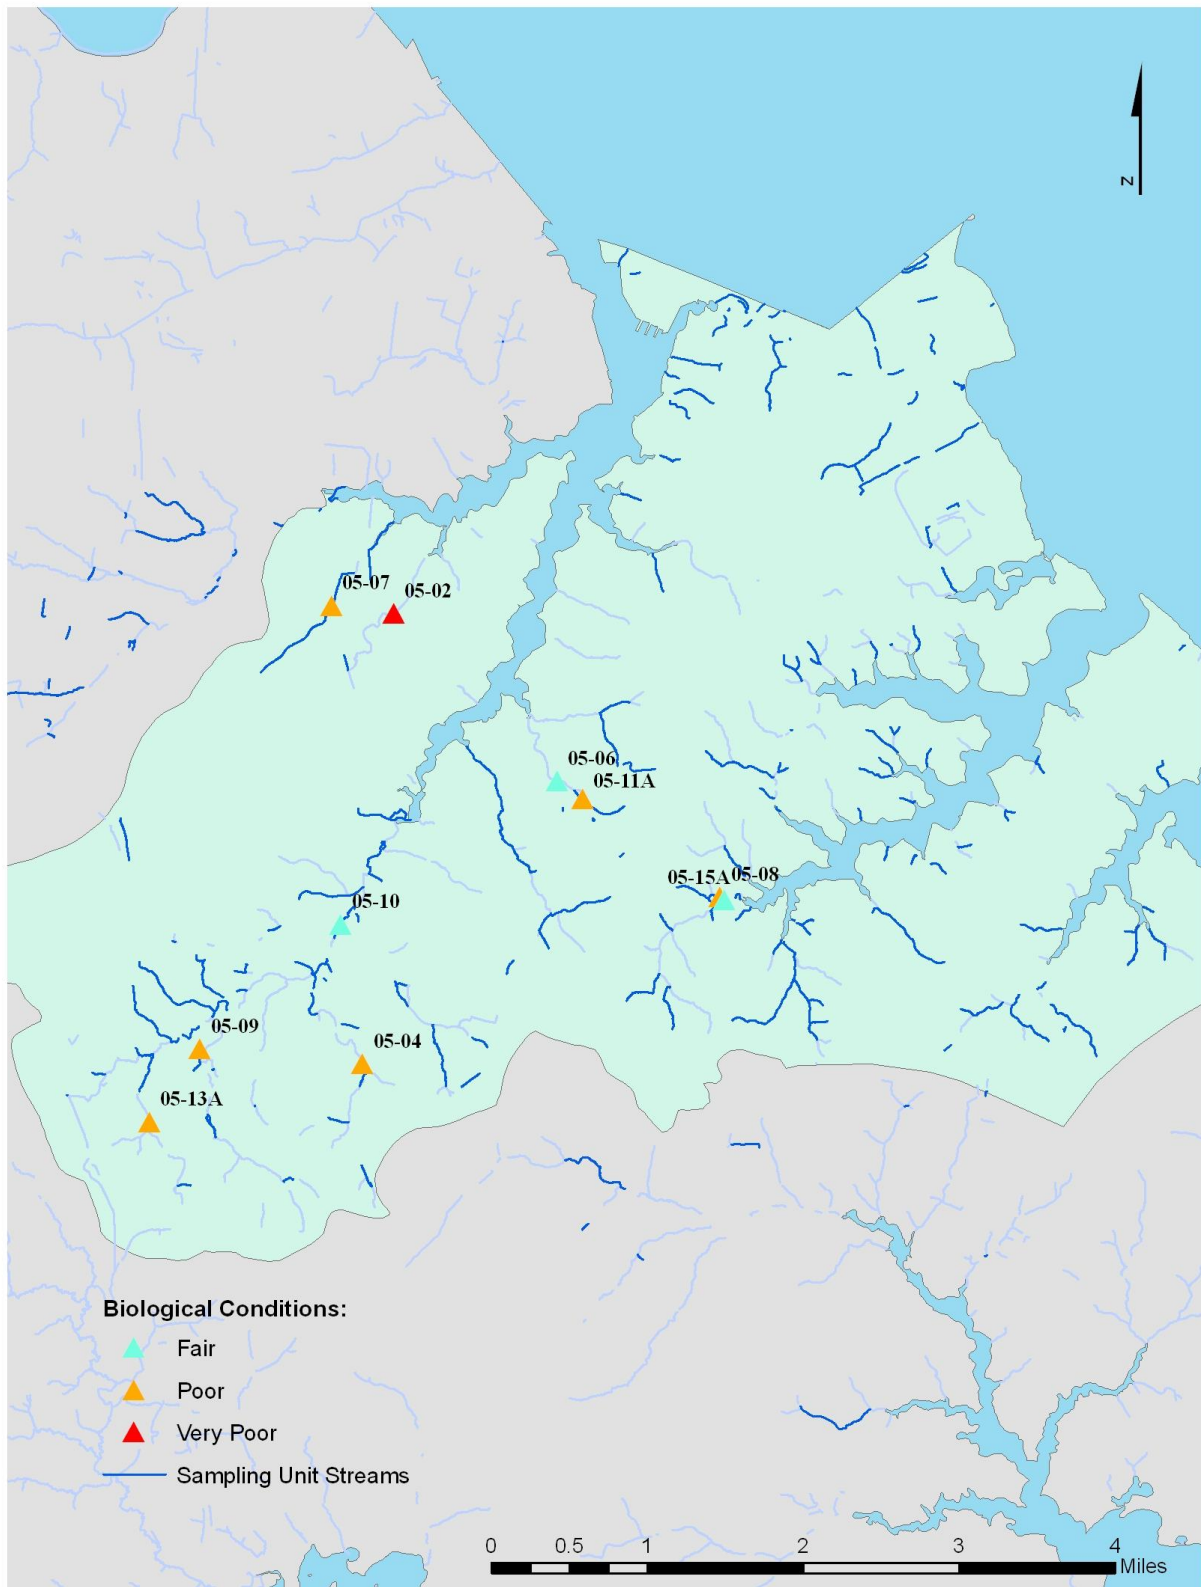 N
05-07
05-02
05-06
05-11A
05-15A
05-08
05-10
05-09
05-04
05-13A
Biological Conditions:
Fair
Poor
Very Poor
Sampling Unit Streams
0 0.5 1 2 3 4
Miles